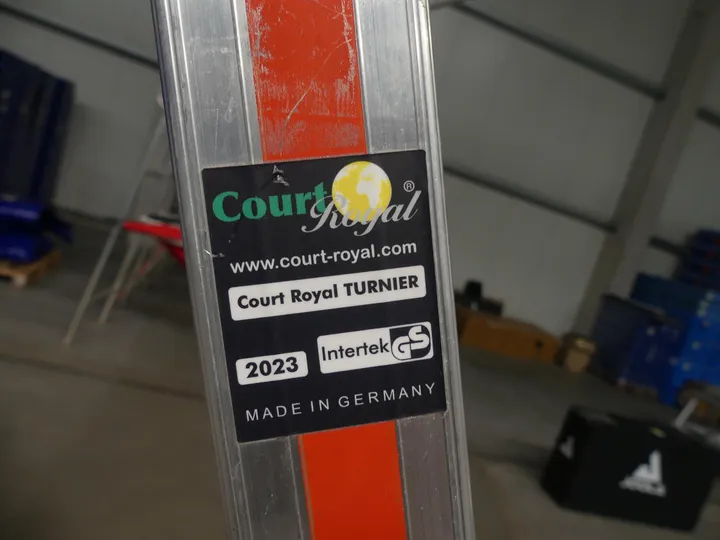 Court Royal ®
www.court-royal.com
Court Royal TURNIER
2023 Intertek GS
MADE IN GERMANY